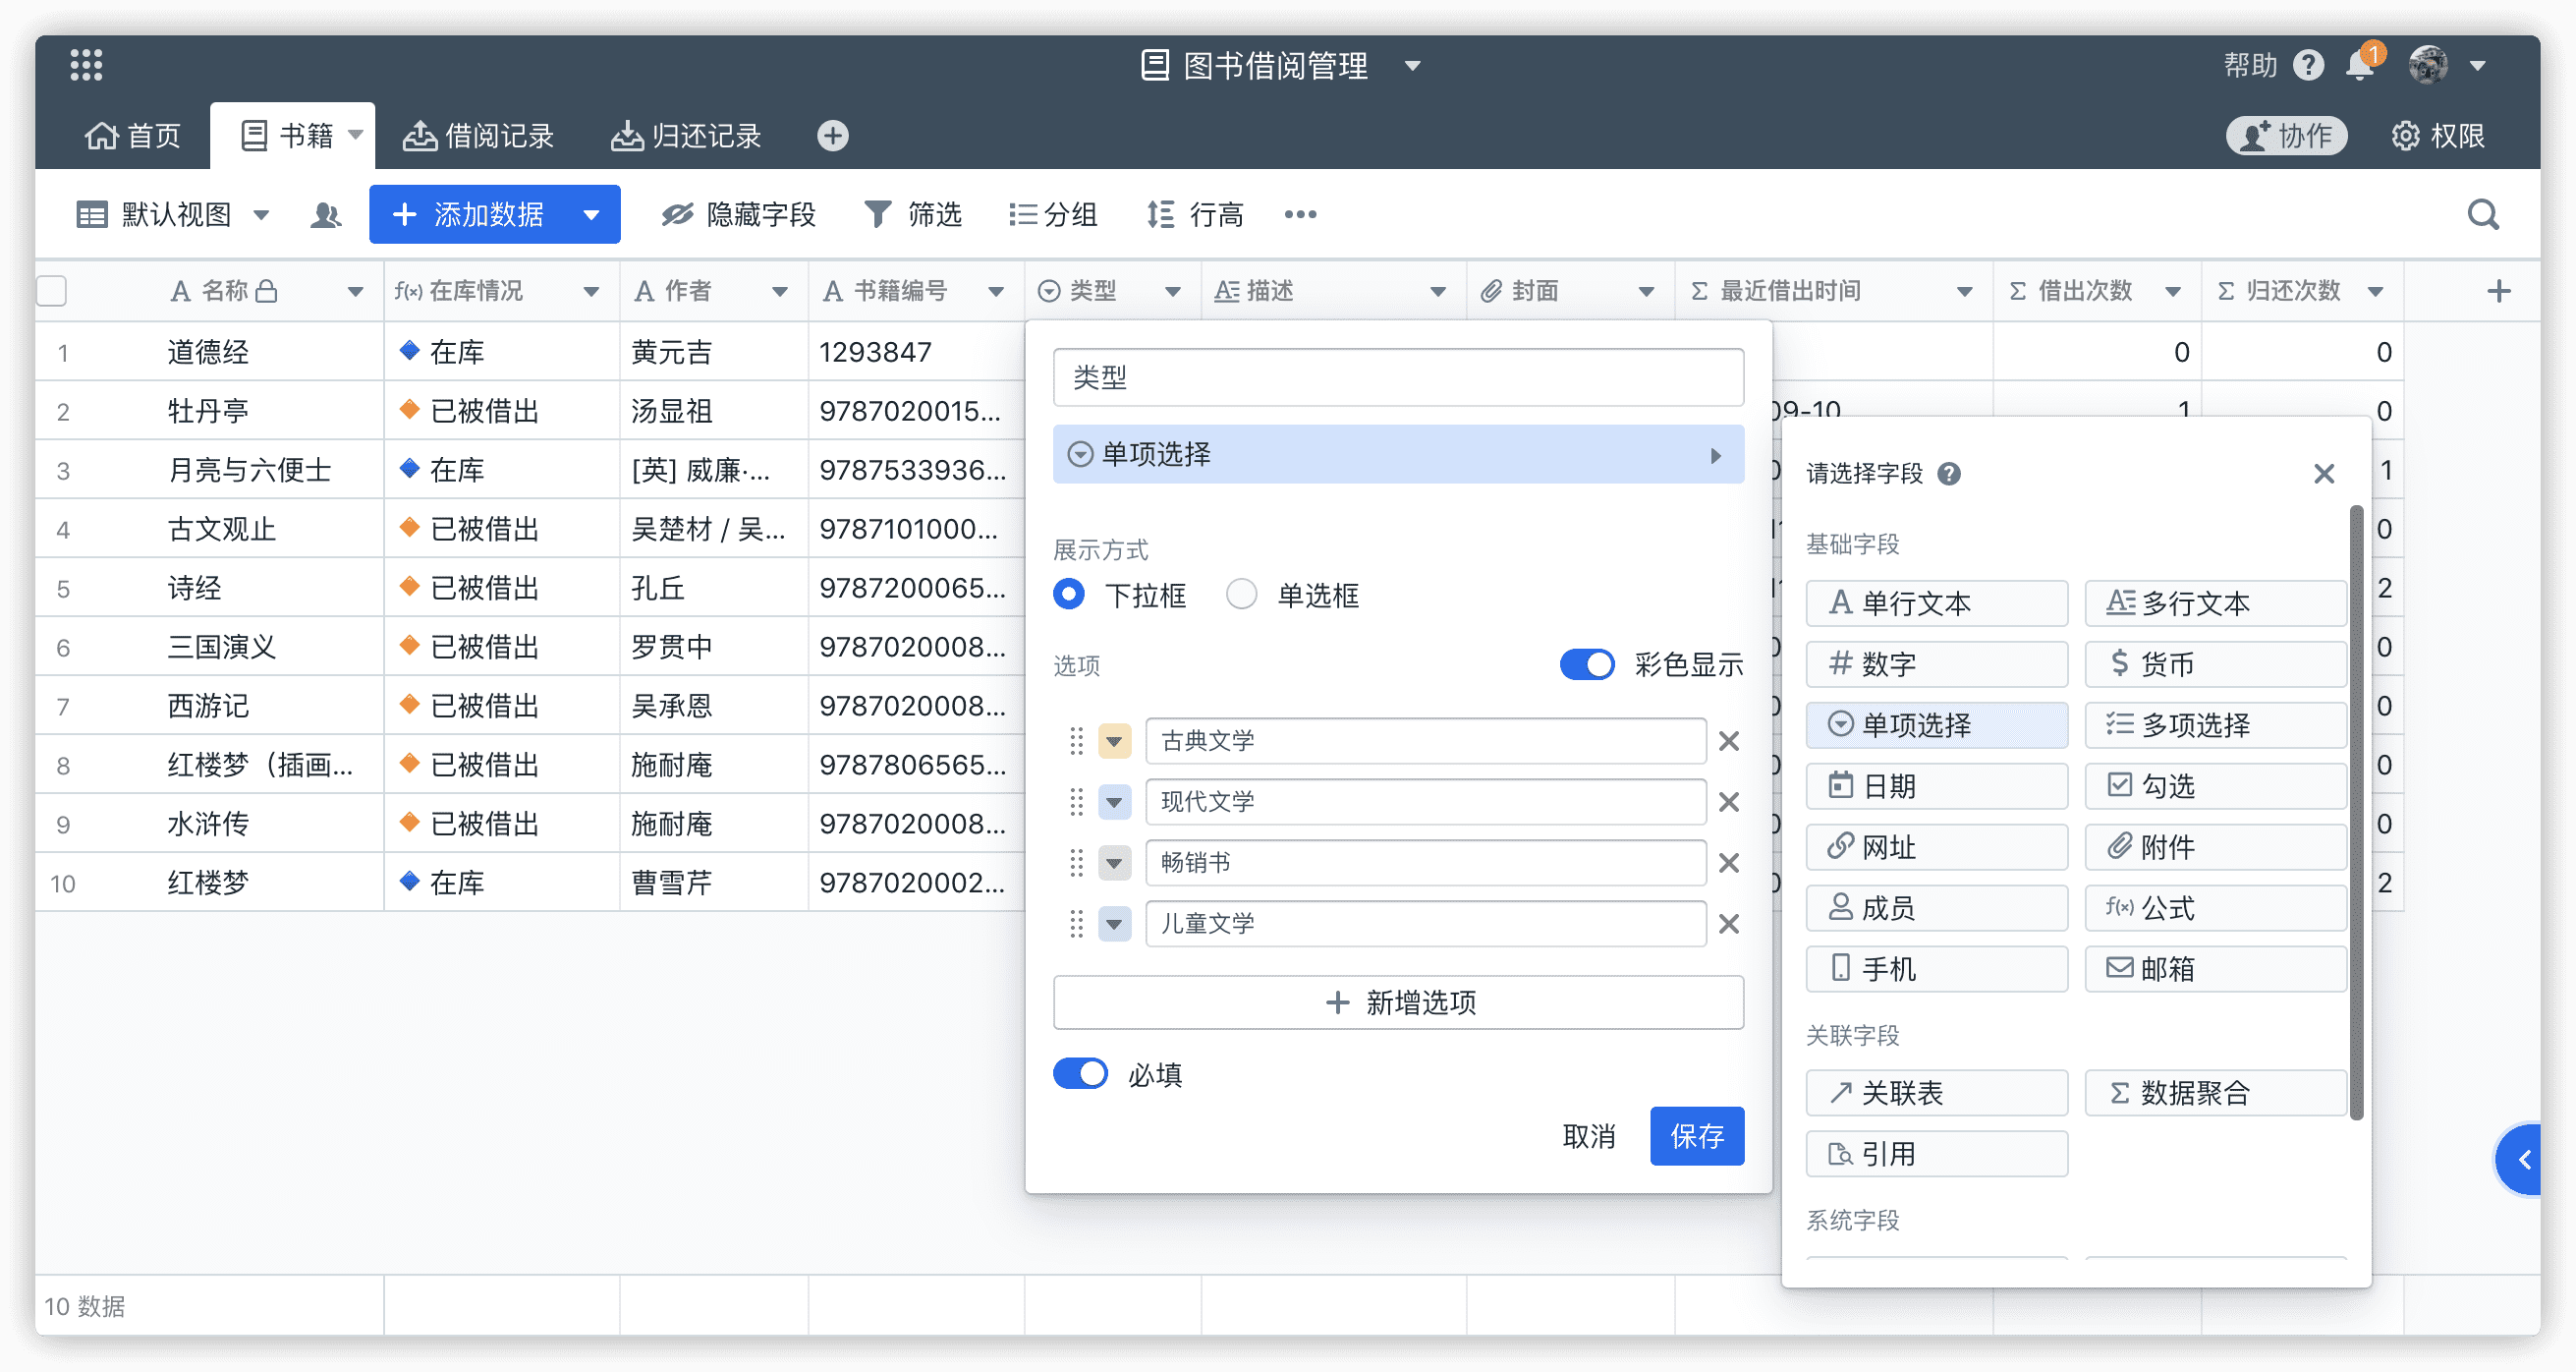 图书借阅管理
帮助 1
首页 书籍 借阅记录 归还记录 协作 权限
默认视图 添加数据 隐藏字段 筛选 分组 行高
名称 在库情况 作者 书籍编号 类型 描述 封面 最近借出时间 借出次数 归还次数
1 道德经 在库 黄元吉 1293847 0 0
2 牡丹亭 已被借出 汤显祖 9787020015... 09-10 1 0
3 月亮与六便士 在库 [英] 威廉·... 9787533936... 1
4 古文观止 已被借出 吴楚材 / 吴... 9787101000... 0
5 诗经 已被借出 孔丘 9787200065... 2
6 三国演义 已被借出 罗贯中 9787020008... 0
7 西游记 已被借出 吴承恩 9787020008... 0
8 红楼梦（插画... 已被借出 施耐庵 9787806565... 0
9 水浒传 已被借出 施耐庵 9787020008... 0
10 红楼梦 在库 曹雪芹 9787020002... 2
10 数据
类型
单项选择
展示方式
下拉框 单选框
选项 彩色显示
古典文学
现代文学
畅销书
儿童文学
新增选项
必填
取消 保存
请选择字段
基础字段
单行文本 多行文本
数字 货币
单项选择 多项选择
日期 勾选
网址 附件
成员 公式
手机 邮箱
关联字段
关联表 数据聚合
引用
系统字段